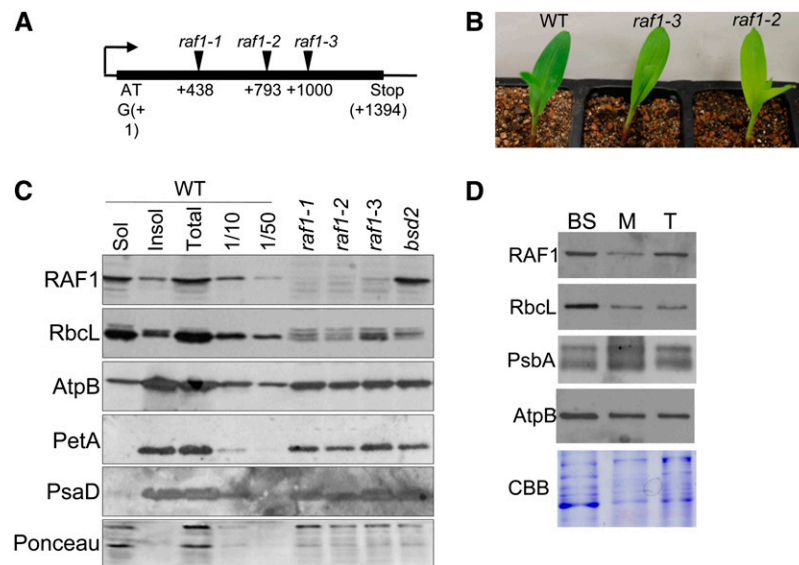 A
raf1-1 raf1-2 raf1-3
AT
G(+
1)
+438
+793
+1000
Stop
(+1394)
B
WT raf1-3 raf1-2
C
WT
Sol Insol Total 1/10 1/50 raf1-1 raf1-2 raf1-3 bsd2
RAF1
RbcL
AtpB
PetA
PsaD
Ponceau
D
BS M T
RAF1
RbcL
PsbA
AtpB
CBB